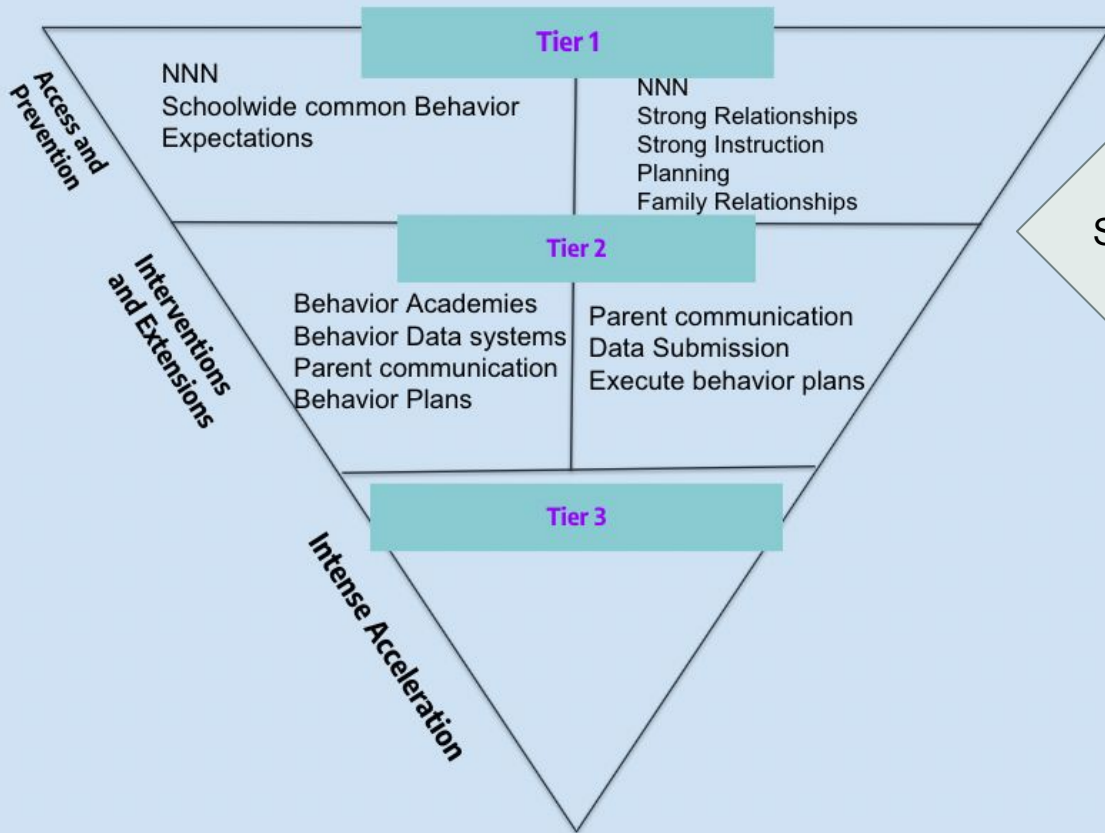 Tier 1
Access and
Prevention
NNN
Schoolwide common Behavior
Expectations
NNN
Strong Relationships
Strong Instruction
Planning
Family Relationships
S
Tier 2
Interventions
and Extensions
Behavior Academies
Behavior Data systems
Parent communication
Behavior Plans
Parent communication
Data Submission
Execute behavior plans
Tier 3
Intense Acceleration